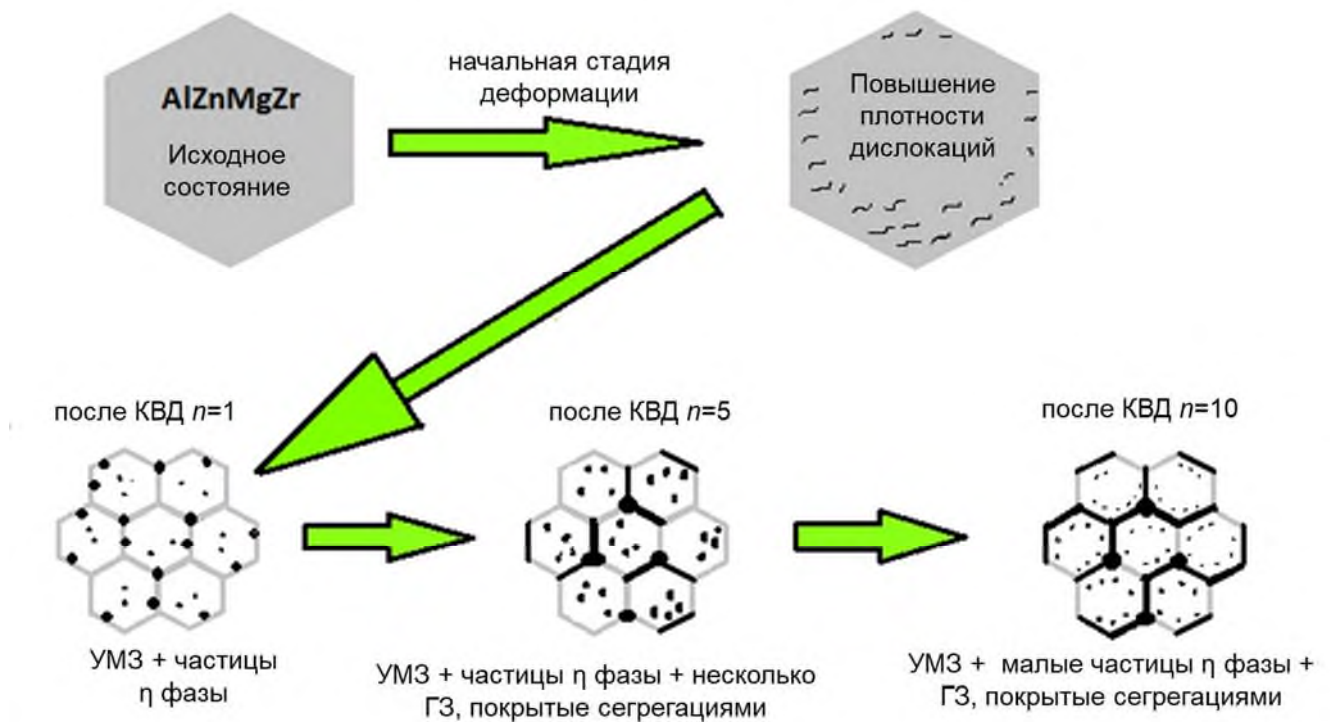 AlZnMgZr
Исходное
состояние
начальная стадия
деформации
Повышение
плотности
дислокаций
после КВД n=1
после КВД n=5
после КВД n=10
УМЗ + частицы
η фазы
УМЗ + частицы η фазы + несколько
ГЗ, покрытые сегрегациями
УМЗ + малые частицы η фазы +
ГЗ, покрытые сегрегациями